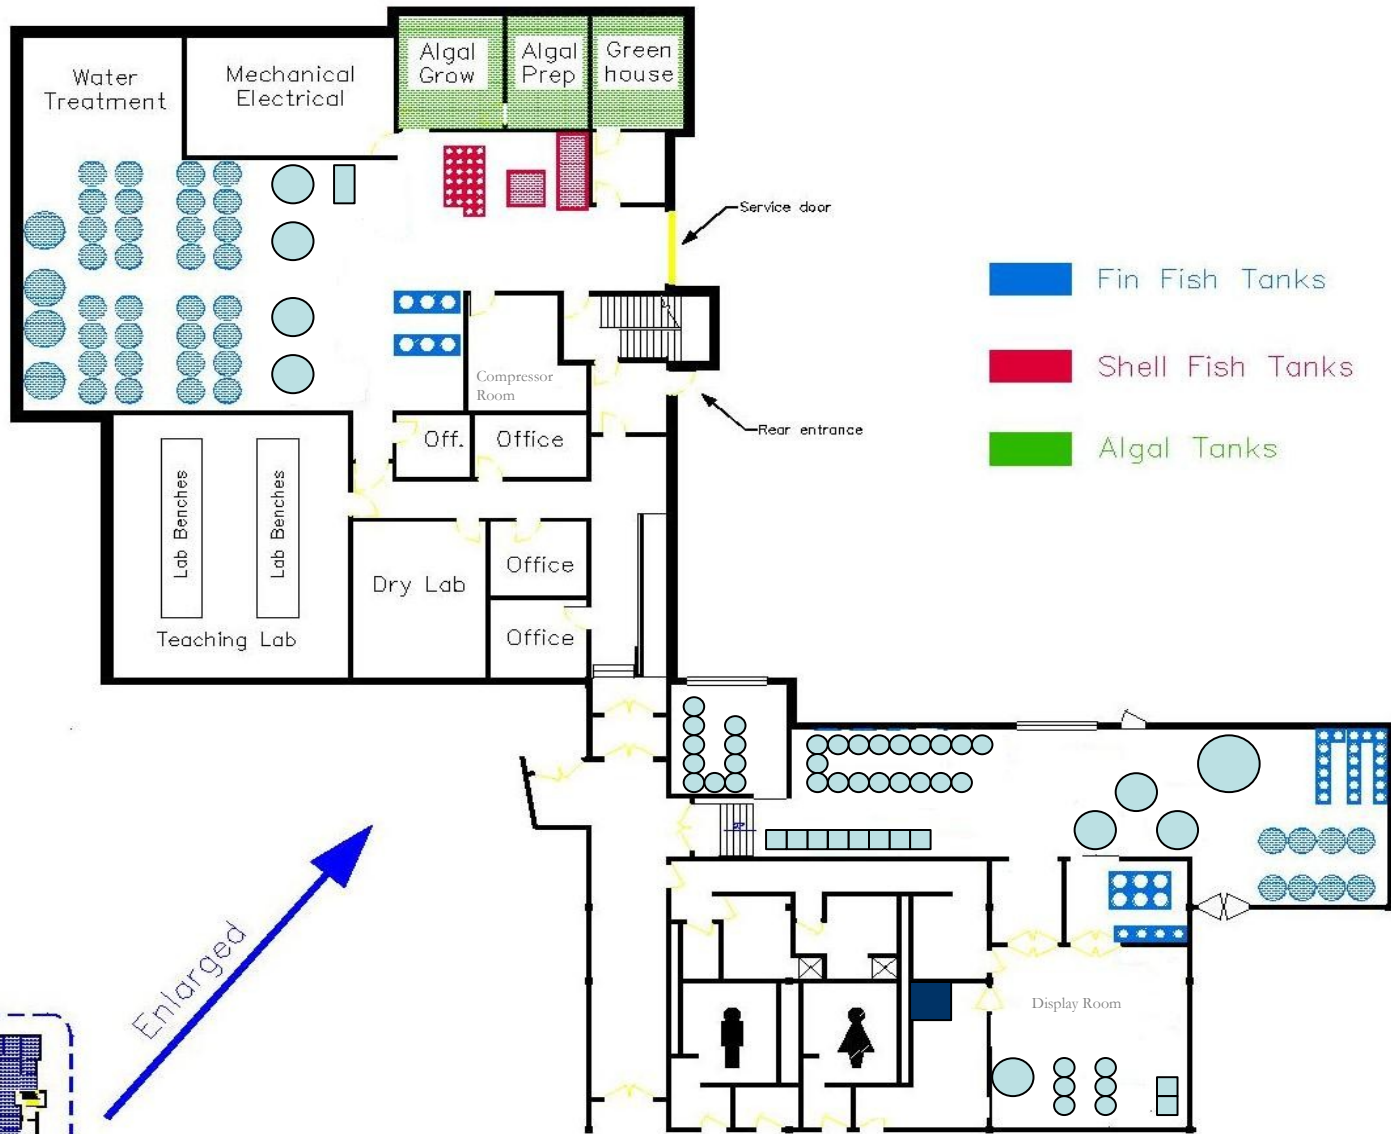 Algal
Grow
Algal
Prep
Green
house
Water
Treatment
Mechanical
Electrical
Service door
Fin Fish Tanks
Shell Fish Tanks
Algal Tanks
Compressor
Room
Rear entrance
Off.
Office
Lab Benches
Lab Benches
Office
Dry Lab
Office
Teaching Lab
Enlarged
Display Room